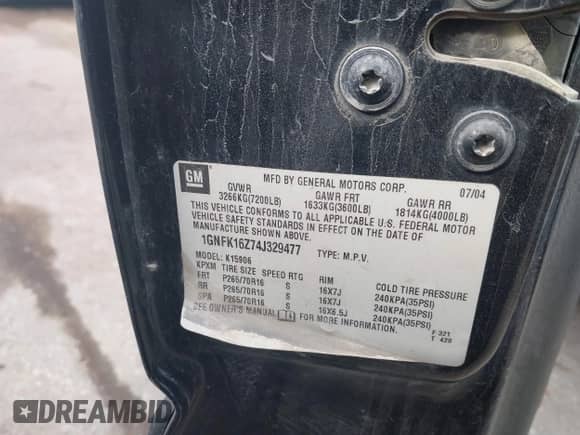 GM
MFD BY GENERAL MOTORS CORP. 07/04
GVWR GAWR FRT GAWR RR
3266KG(7200LB) 1633KG(3600LB) 1814KG(4000LB)
THIS VEHICLE CONFORMS TO ALL APPLICABLE U.S. FEDERAL MOTOR
VEHICLE SAFETY STANDARDS IN EFFECT ON THE DATE OF
MANUFACTURE SHOWN ABOVE.
1GNFK16Z74J329477 TYPE: M.P.V.
MODEL: K15906
KPXM TIRE SIZE SPEED RTG RIM COLD TIRE PRESSURE
FRT P265/70R16 S 16X7J 240KPA(35PSI)
RR P265/70R16 S 16X7J 240KPA(35PSI)
SPA P265/70R16 S 16X6.5J 240KPA(35PSI)
SEE OWNER'S MANUAL FOR MORE INFORMATION.
F 321
T 420
DREAMBID